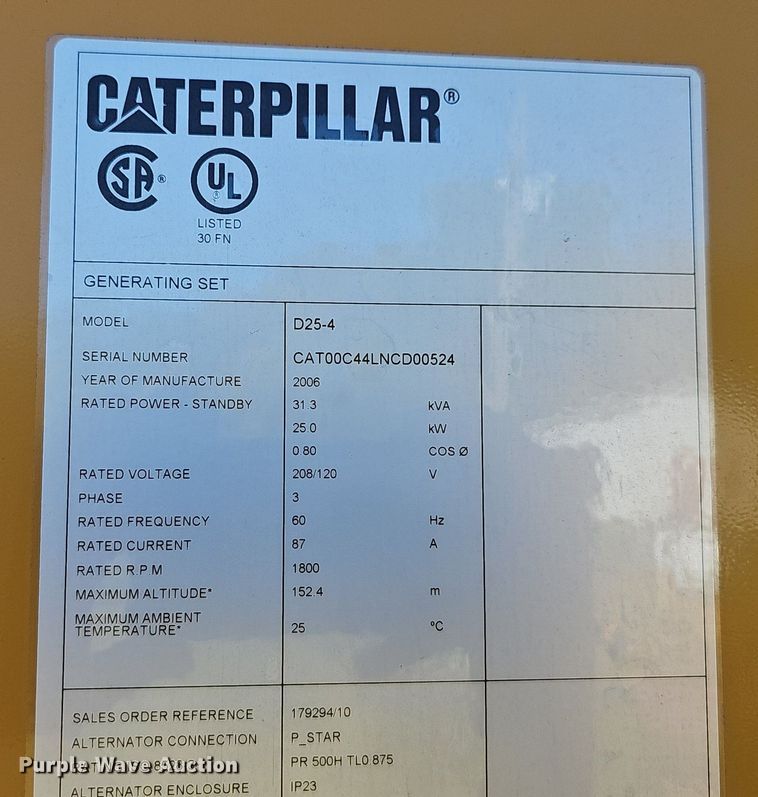 CATERPILLAR®
SA ® UL ®
LISTED
30 FN
GENERATING SET
MODEL D25-4
SERIAL NUMBER CAT00C44LNCD00524
YEAR OF MANUFACTURE 2006
RATED POWER - STANDBY 31.3 kVA
25.0 kW
0.80 COS Ø
RATED VOLTAGE 208/120 V
PHASE 3
RATED FREQUENCY 60 Hz
RATED CURRENT 87 A
RATED R.P.M 1800
MAXIMUM ALTITUDE* 152.4 m
MAXIMUM AMBIENT
TEMPERATURE* 25 ºC
SALES ORDER REFERENCE 179294/10
ALTERNATOR CONNECTION P_STAR
PR 500H TL0 875
Purple Wave Auction
ALTERNATOR ENCLOSURE IP23